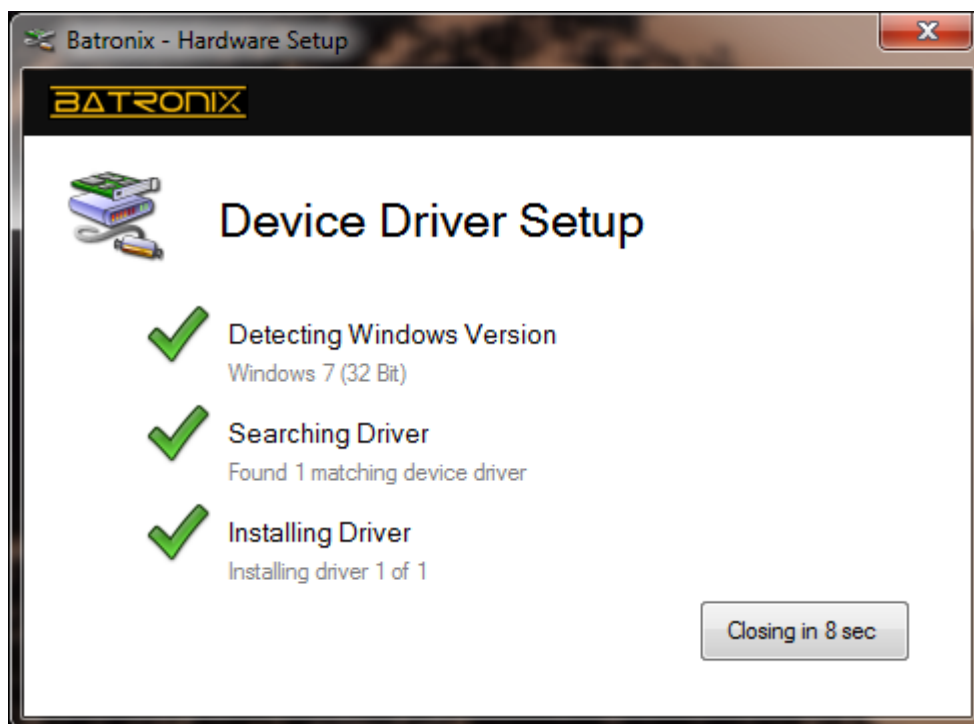 Batronix - Hardware Setup
BATRONIX
Device Driver Setup
Detecting Windows Version
Windows 7 (32 Bit)
Searching Driver
Found 1 matching device driver
Installing Driver
Installing driver 1 of 1
Closing in 8 sec